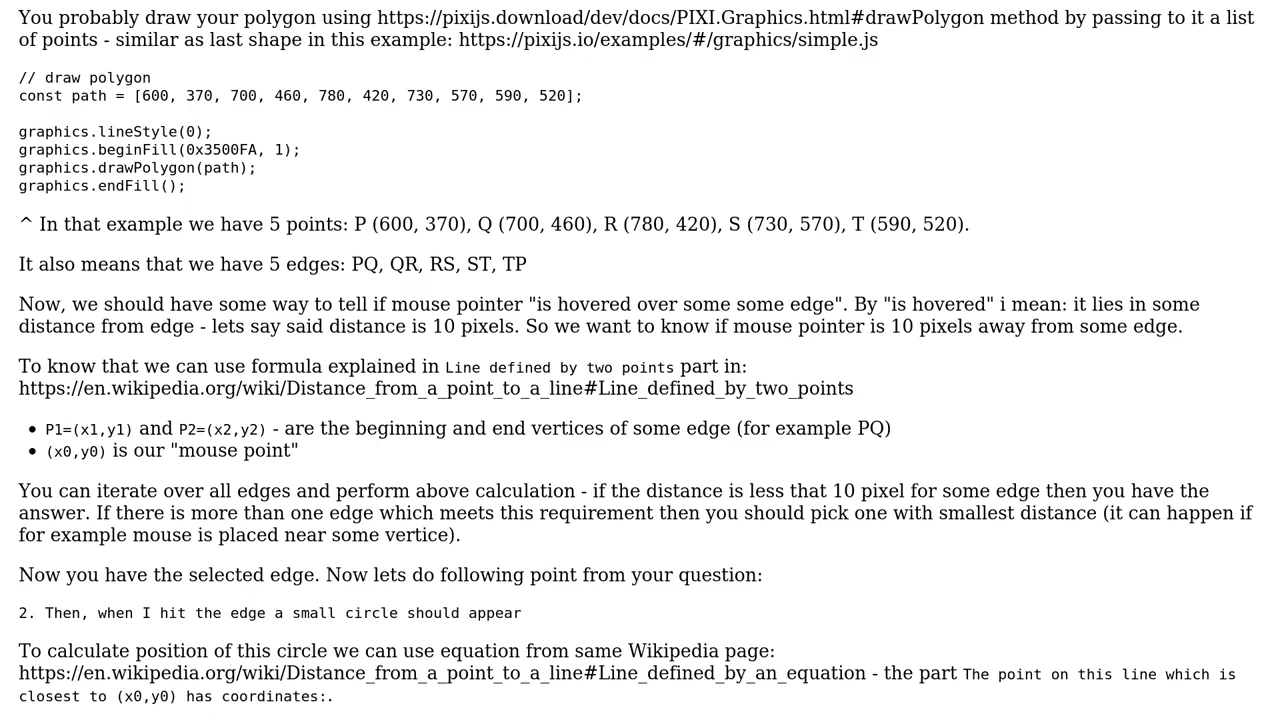 You probably draw your polygon using https://pixijs.download/dev/docs/PIXI.Graphics.html#drawPolygon method by passing to it a list
of points - similar as last shape in this example: https://pixijs.io/examples/#/graphics/simple.js
// draw polygon
const path = [600, 370, 700, 460, 780, 420, 730, 570, 590, 520];
graphics.lineStyle(0);
graphics.beginFill(0x3500FA, 1);
graphics.drawPolygon(path);
graphics.endFill();
^ In that example we have 5 points: P (600, 370), Q (700, 460), R (780, 420), S (730, 570), T (590, 520).
It also means that we have 5 edges: PQ, QR, RS, ST, TP
Now, we should have some way to tell if mouse pointer "is hovered over some some edge". By "is hovered" i mean: it lies in some
distance from edge - lets say said distance is 10 pixels. So we want to know if mouse pointer is 10 pixels away from some edge.
To know that we can use formula explained in Line defined by two points part in:
https://en.wikipedia.org/wiki/Distance_from_a_point_to_a_line#Line_defined_by_two_points
• P1=(x1,y1) and P2=(x2,y2) - are the beginning and end vertices of some edge (for example PQ)
• (x0,y0) is our "mouse point"
You can iterate over all edges and perform above calculation - if the distance is less that 10 pixel for some edge then you have the
answer. If there is more than one edge which meets this requirement then you should pick one with smallest distance (it can happen if
for example mouse is placed near some vertice).
Now you have the selected edge. Now lets do following point from your question:
2. Then, when I hit the edge a small circle should appear
To calculate position of this circle we can use equation from same Wikipedia page:
https://en.wikipedia.org/wiki/Distance_from_a_point_to_a_line#Line_defined_by_an_equation - the part The point on this line which is
closest to (x0,y0) has coordinates:.